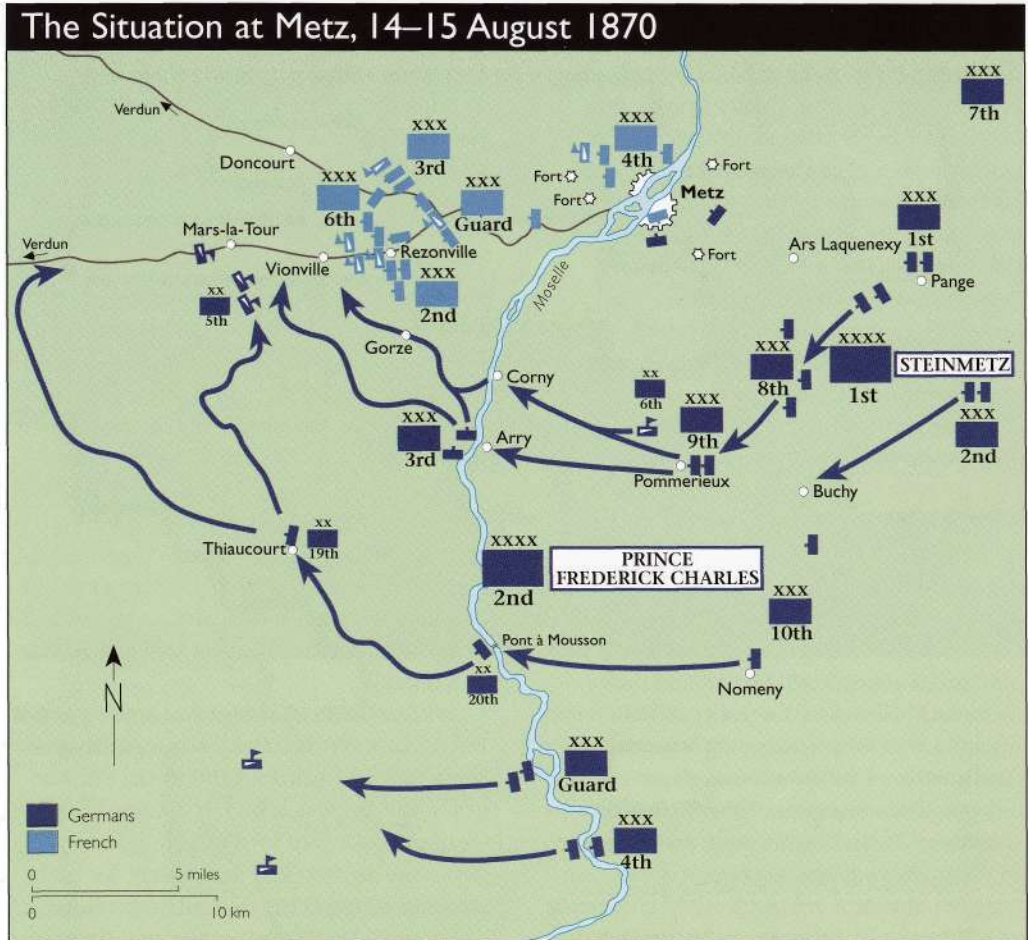 The Situation at Metz, 14–15 August 1870
XXX
7th
Verdun
XXX
3rd
XXX
4th
Doncourt
Fort
Fort
Fort
XXX
6th
XXX
Guard
Metz
XXX
1st
Mars-la-Tour
Verdun
Rezonville
Vionville
Fort
Ars Laquenexy
Pange
XX
5th
XXX
2nd
Moselle
Gorze
XXX
8th
XXXX
1st
STEINMETZ
Corny
XX
6th
XXX
9th
XXX
3rd
Arry
XXX
2nd
Pommerieux
Buchy
XX
19th
Thiaucourt
XXXX
2nd
PRINCE
FREDERICK CHARLES
XXX
10th
Pont à Mousson
XX
20th
Nomeny
N
XXX
Guard
Germans
French
XXX
4th
0 5 miles
0 10 km